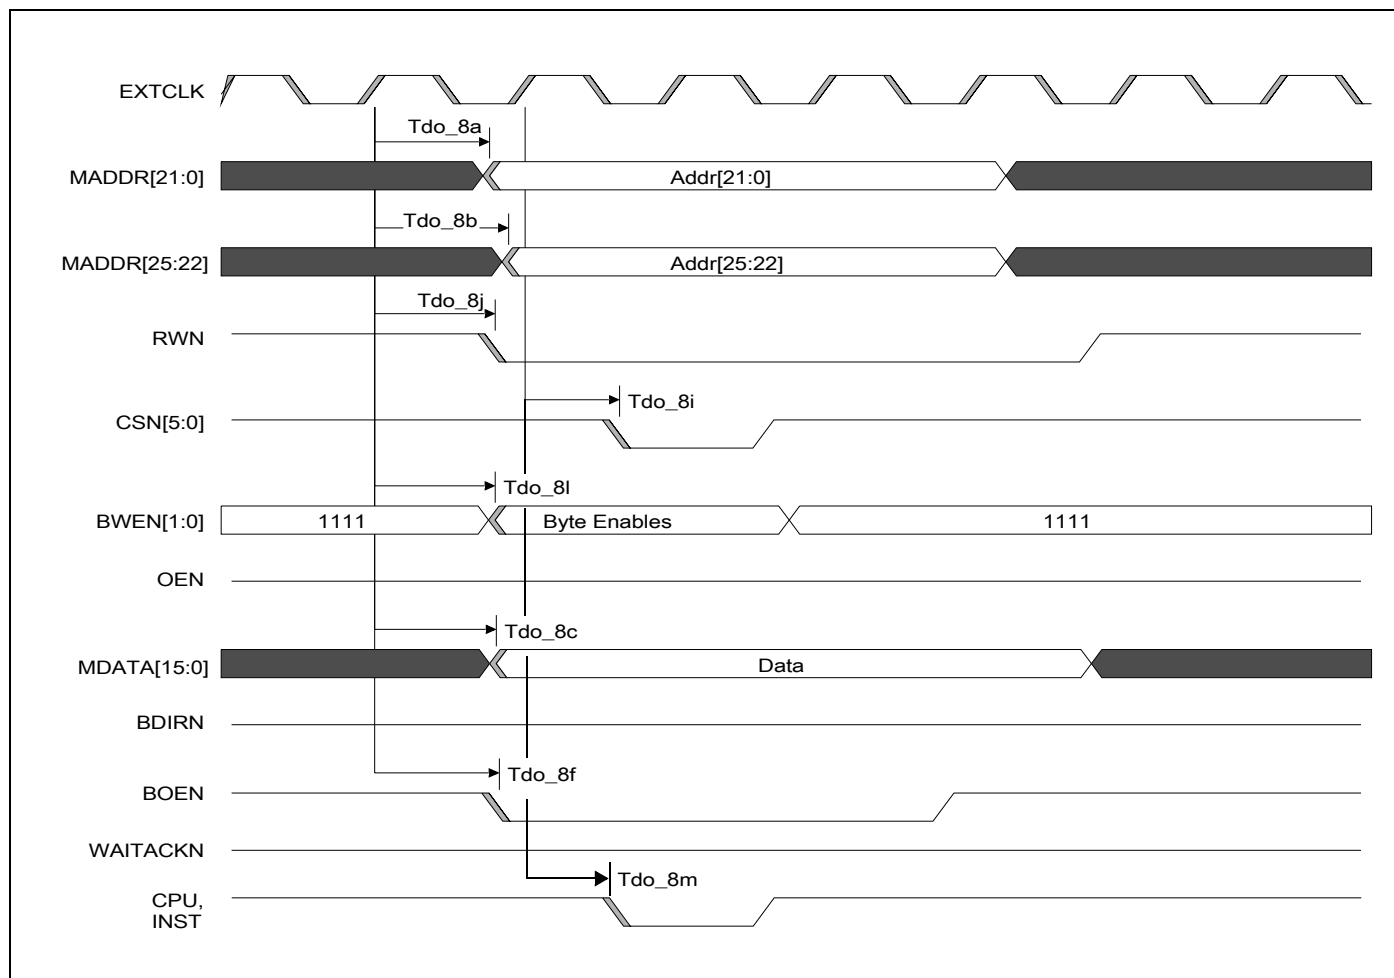 EXTCLK
Tdo_8a
MADDR[21:0]
Addr[21:0]
Tdo_8b
MADDR[25:22]
Addr[25:22]
Tdo_8j
RWN
Tdo_8i
CSN[5:0]
Tdo_8l
BWEN[1:0]
1111
Byte Enables
1111
OEN
Tdo_8c
MDATA[15:0]
Data
BDIRN
Tdo_8f
BOEN
WAITACKN
Tdo_8m
CPU,
INST